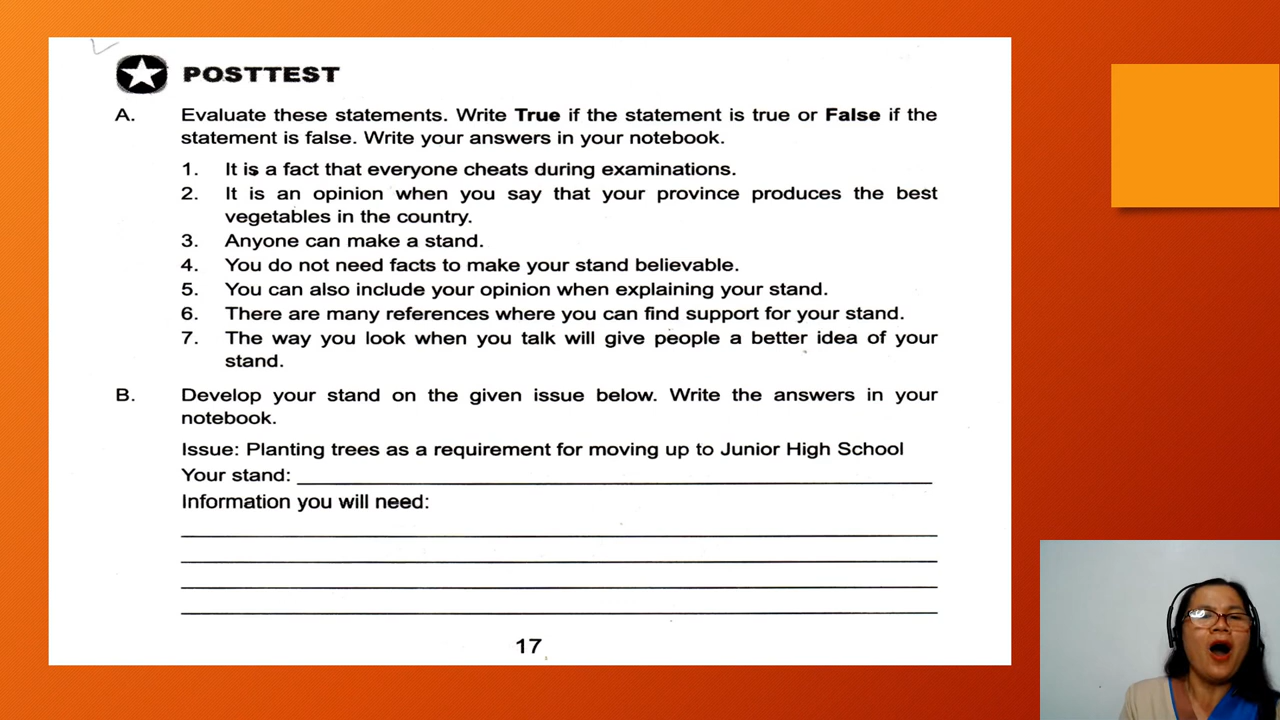 POSTTEST
A. Evaluate these statements. Write True if the statement is true or False if the
statement is false. Write your answers in your notebook.
1. It is a fact that everyone cheats during examinations.
2. It is an opinion when you say that your province produces the best
vegetables in the country.
3. Anyone can make a stand.
4. You do not need facts to make your stand believable.
5. You can also include your opinion when explaining your stand.
6. There are many references where you can find support for your stand.
7. The way you look when you talk will give people a better idea of your
stand.
B. Develop your stand on the given issue below. Write the answers in your
notebook.
Issue: Planting trees as a requirement for moving up to Junior High School
Your stand:
Information you will need:
17